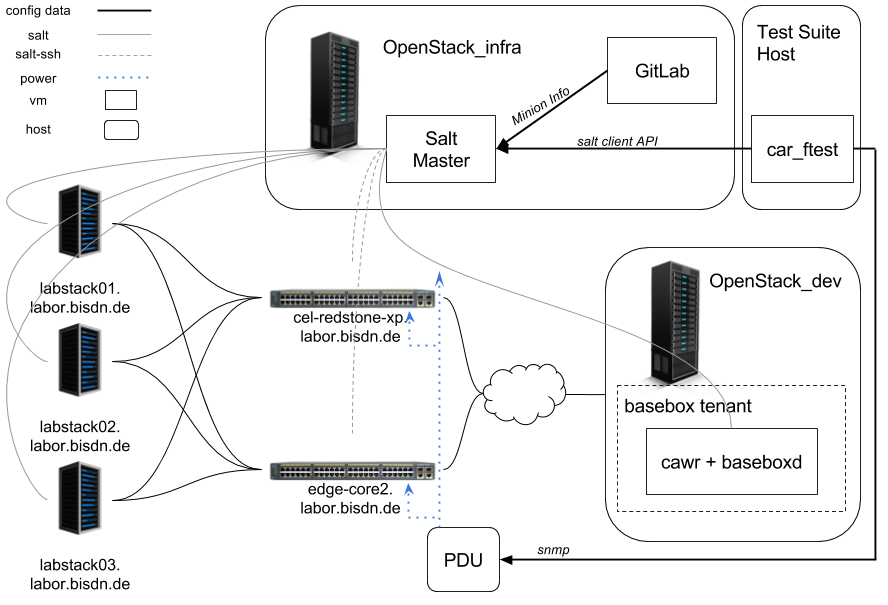 config data
salt
salt-ssh
power
vm
host
OpenStack_infra
GitLab
Minion Info
Salt
Master
salt client API
Test Suite
Host
car_ftest
labstack01.
labor.bisdn.de
labstack02.
labor.bisdn.de
labstack03.
labor.bisdn.de
cel-redstone-xp.
labor.bisdn.de
edge-core2.
labor.bisdn.de
OpenStack_dev
basebox tenant
cawr + baseboxd
PDU
snmp